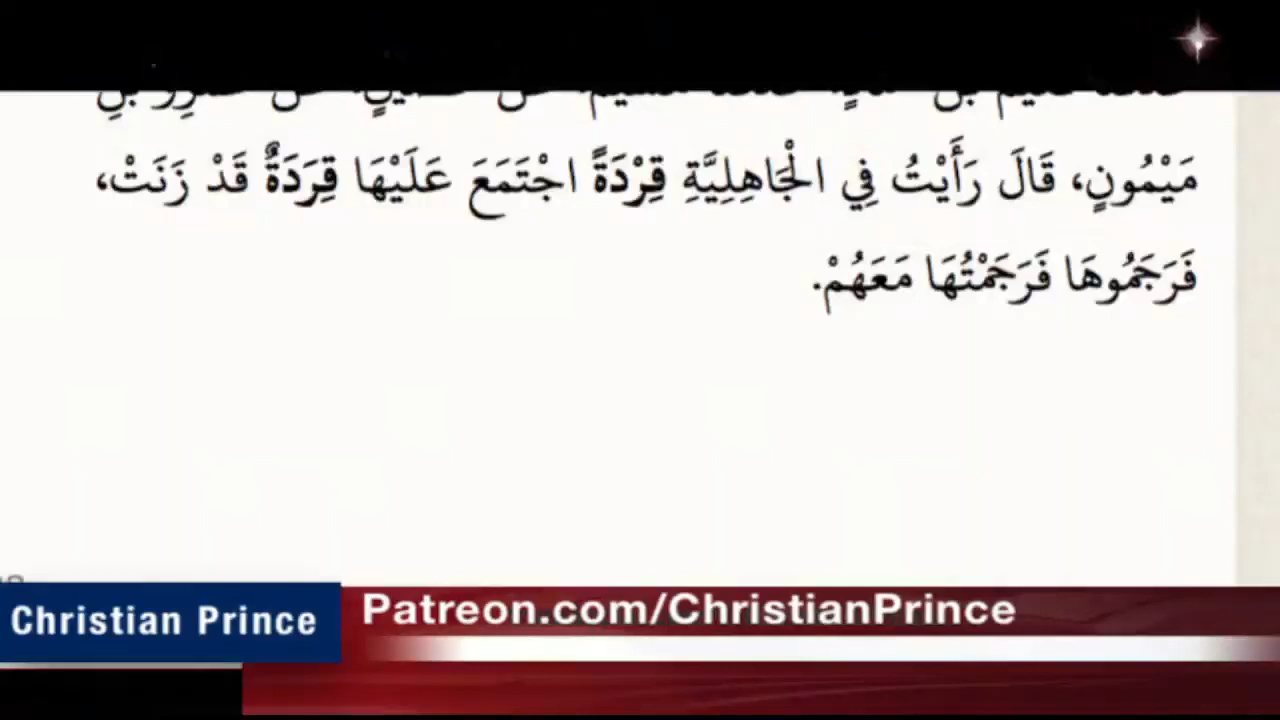 مَيْمُونٍ، قَالَ رَأَيْتُ فِي الْجَاهِلِيَّةِ قِرْدَةً اجْتَمَعَ عَلَيْهَا قِرَدَةٌ قَدْ زَنَتْ،
فَرَجَمُوهَا فَرَجَمْتُهَا مَعَهُمْ.
Christian Prince
Patreon.com/ChristianPrince